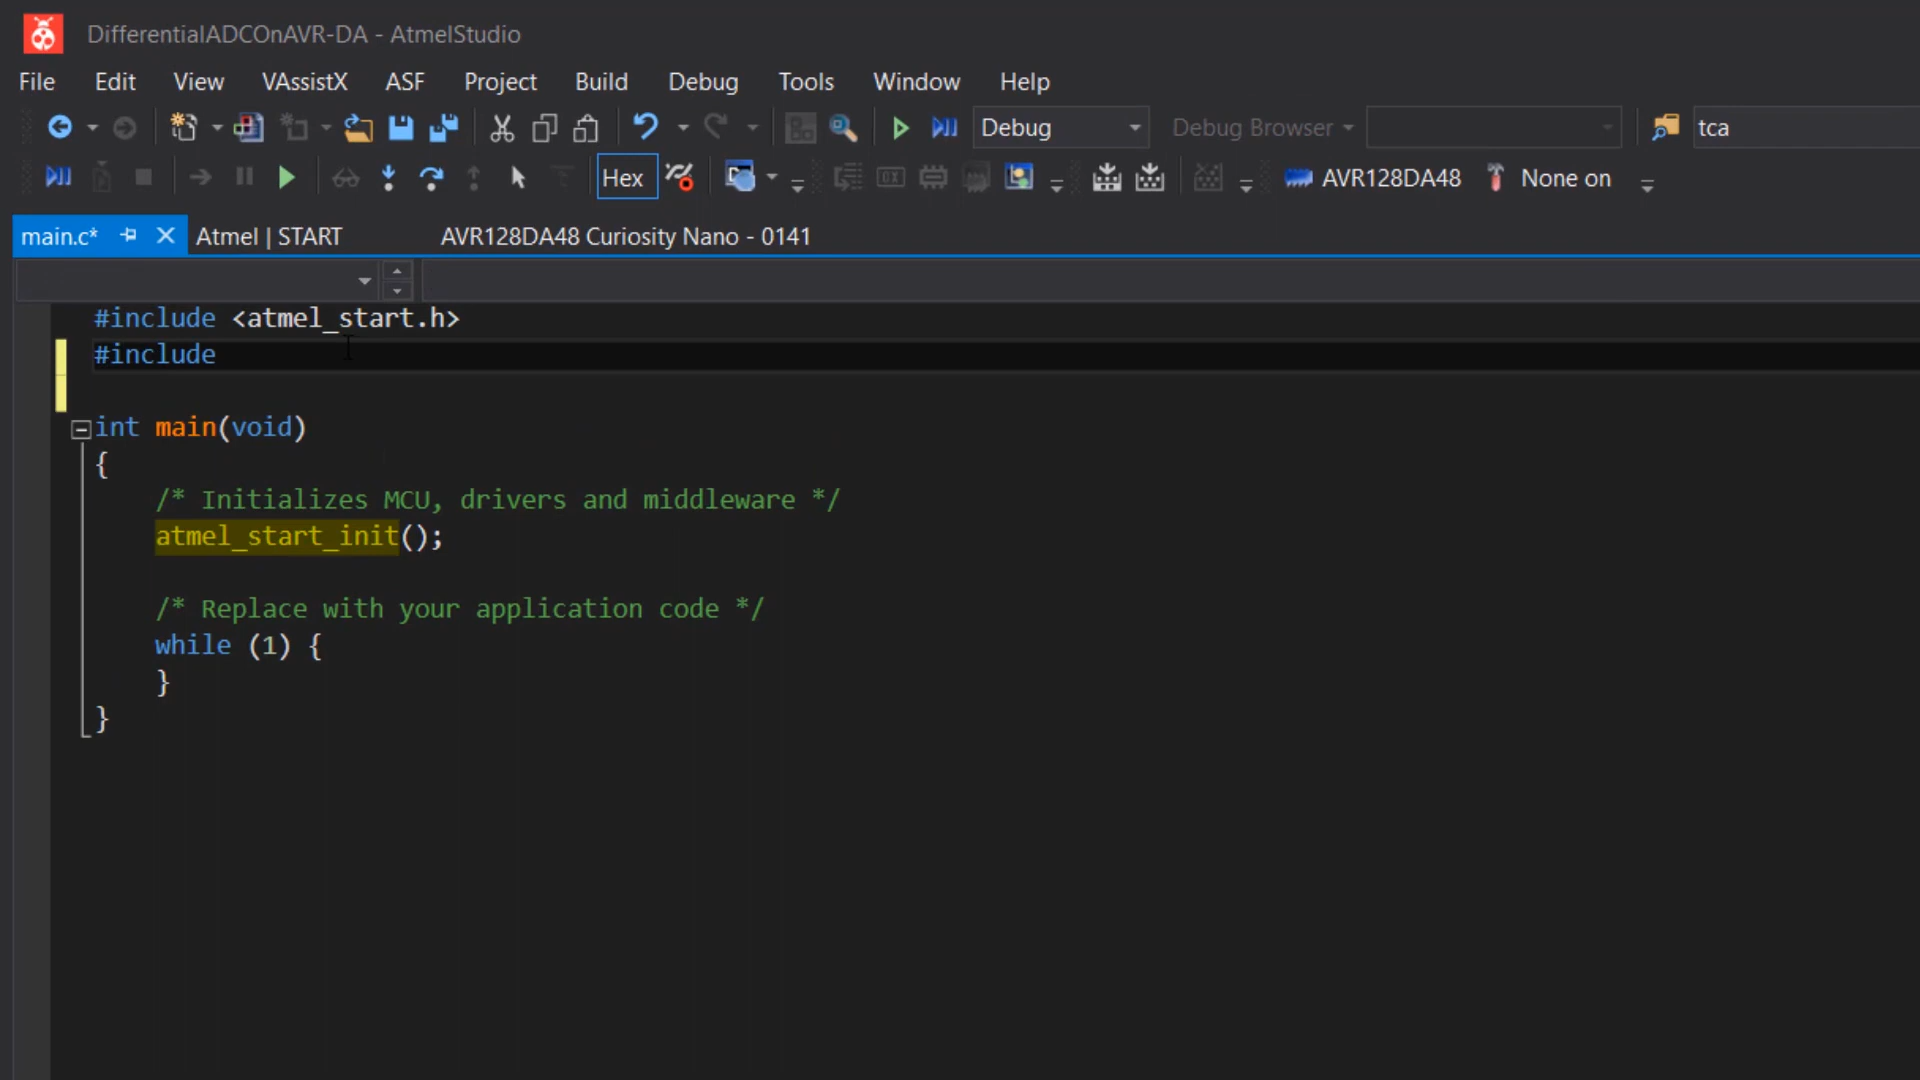 DifferentialADCOnAVR-DA - AtmelStudio
File Edit View VAssistX ASF Project Build Debug Tools Window Help
Debug Debug Browser tca
Hex AVR128DA48 None on
main.c* Atmel | START AVR128DA48 Curiosity Nano - 0141
#include <atmel_start.h>
#include
int main(void)
{
/* Initializes MCU, drivers and middleware */
atmel_start_init();
/* Replace with your application code */
while (1) {
}
}